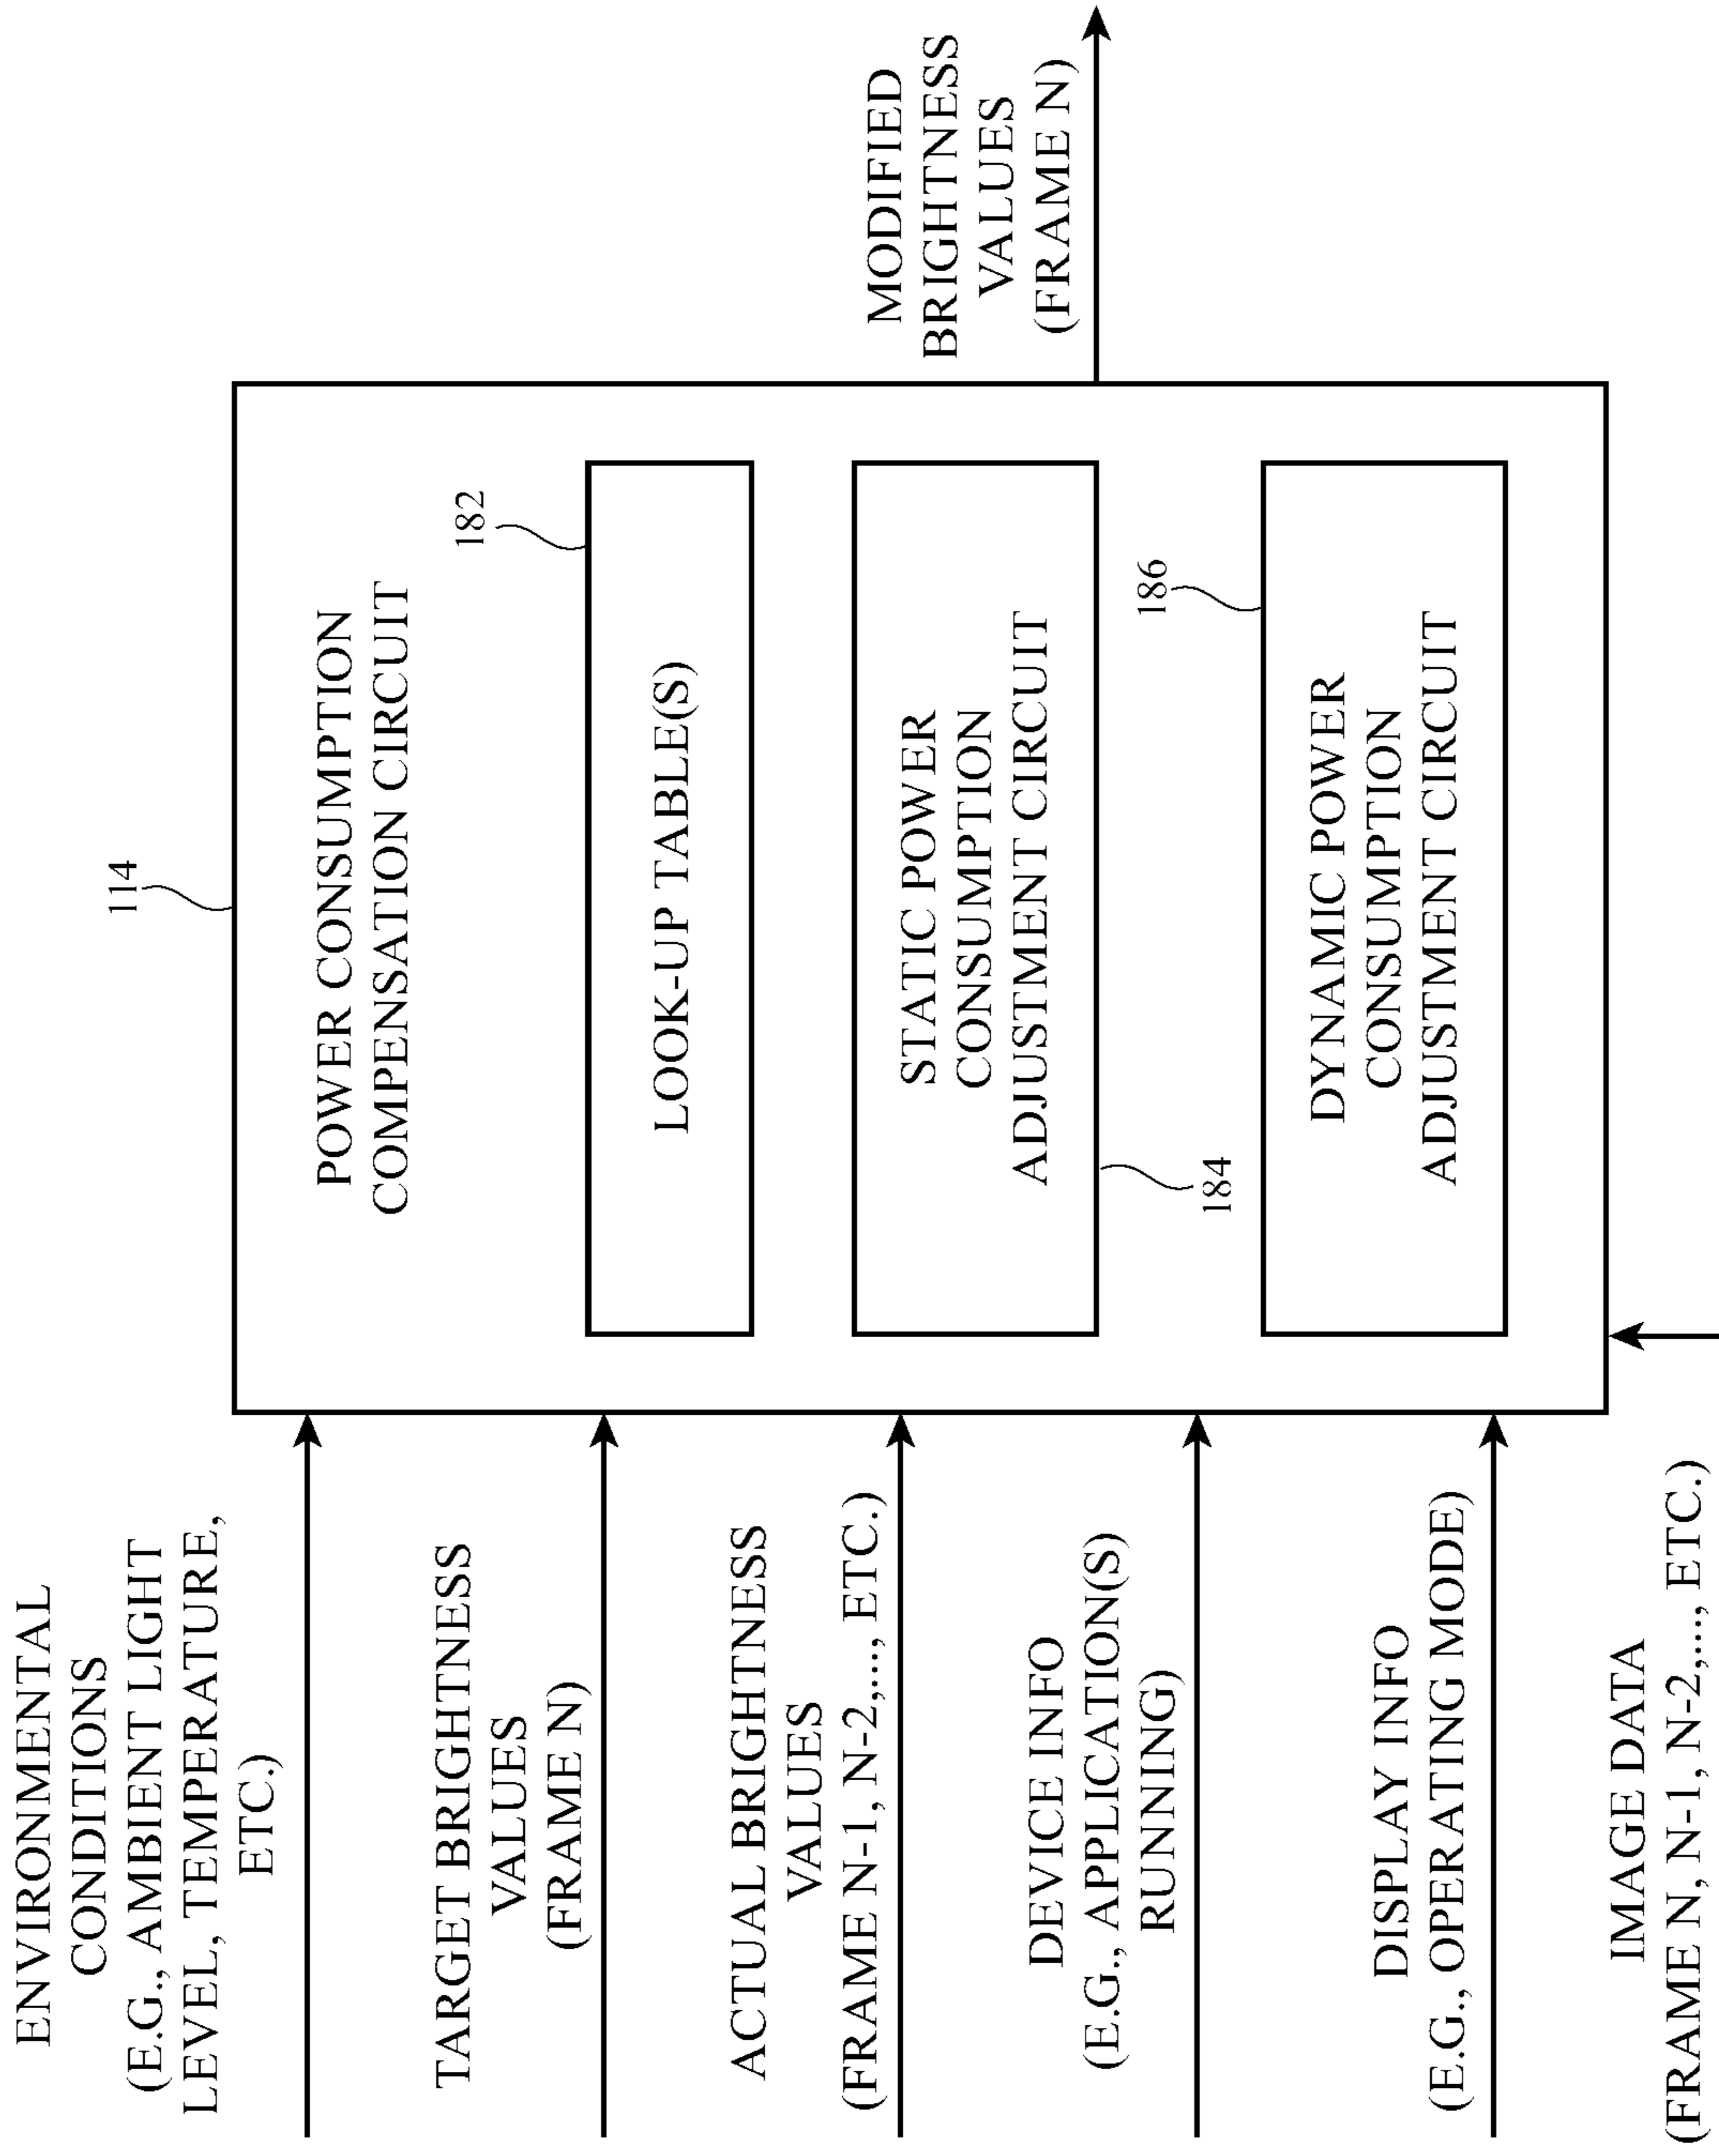 ENVIRONMENTAL
CONDITIONS
(E.G., AMBIENT LIGHT
LEVEL, TEMPERATURE,
ETC.)
TARGET BRIGHTNESS
VALUES
(FRAME N)
ACTUAL BRIGHTNESS
VALUES
(FRAME N-1, N-2,..., ETC.)
DEVICE INFO
(E.G., APPLICATION(S)
RUNNING)
DISPLAY INFO
(E.G., OPERATING MODE)
IMAGE DATA
(FRAME N, N-1, N-2,..., ETC.)
114
POWER CONSUMPTION
COMPENSATION CIRCUIT
182
LOOK-UP TABLE(S)
STATIC POWER
CONSUMPTION
ADJUSTMENT CIRCUIT
184
186
DYNAMIC POWER
CONSUMPTION
ADJUSTMENT CIRCUIT
MODIFIED
BRIGHTNESS
VALUES
(FRAME N)